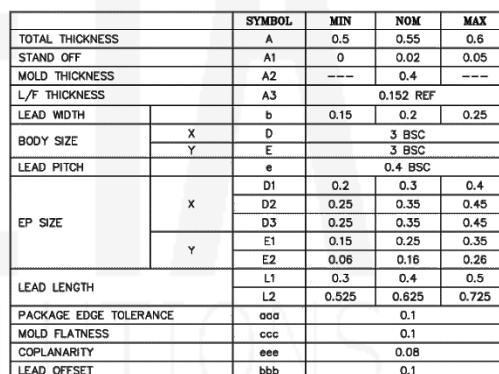 SYMBOL MIN NOM MAX
TOTAL THICKNESS A 0.5 0.55 0.6
STAND OFF A1 0 0.02 0.05
MOLD THICKNESS A2 --- 0.4 ---
L/F THICKNESS A3 0.152 REF
LEAD WIDTH b 0.15 0.2 0.25
BODY SIZE X D 3 BSC
Y E 3 BSC
LEAD PITCH e 0.4 BSC
EP SIZE X D1 0.2 0.3 0.4
D2 0.25 0.35 0.45
D3 0.25 0.35 0.45
Y E1 0.15 0.25 0.35
E2 0.06 0.16 0.26
LEAD LENGTH L1 0.3 0.4 0.5
L2 0.525 0.625 0.725
PACKAGE EDGE TOLERANCE aaa 0.1
MOLD FLATNESS ccc 0.1
COPLANARITY eee 0.08
LEAD OFFSET bbb 0.1